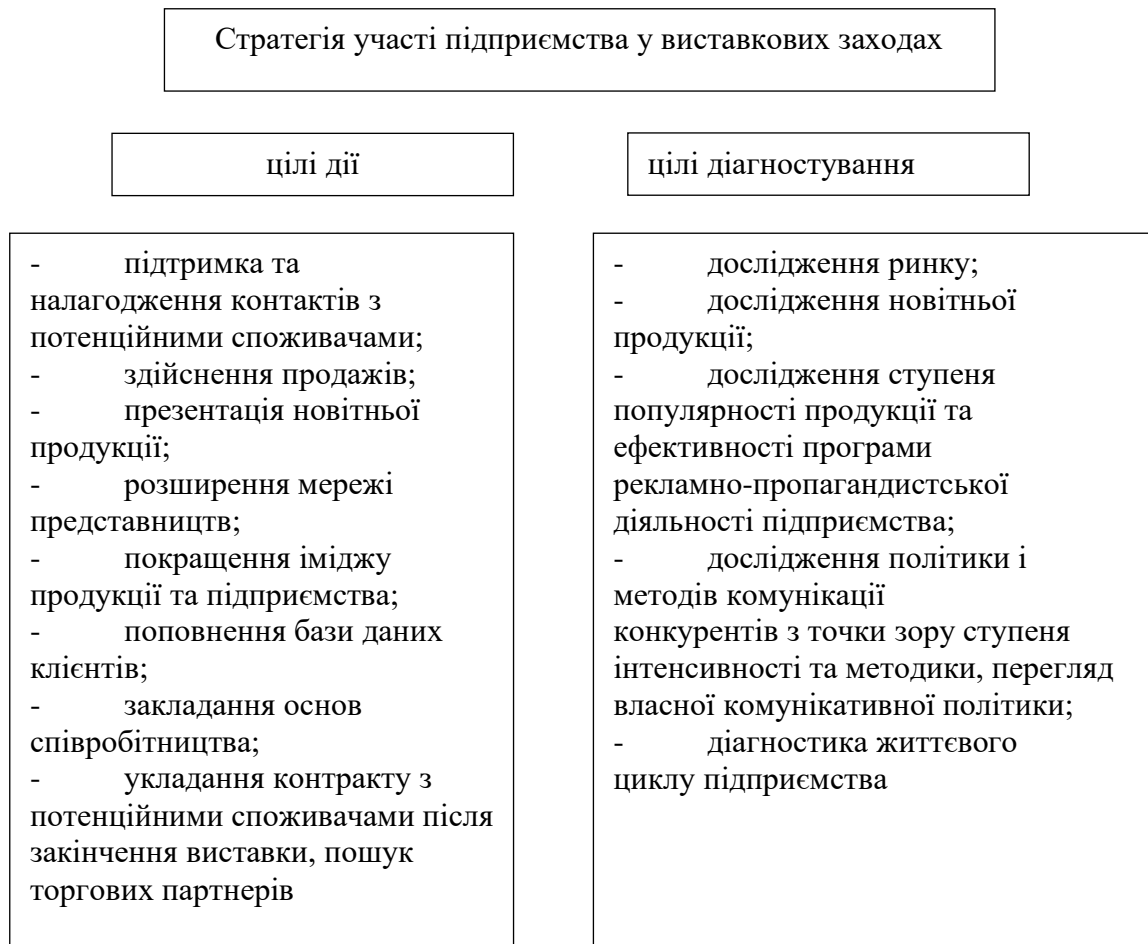 Стратегія участі підприємства у виставкових заходах
цілі дії
цілі діагностування
- підтримка та
налагодження контактів з
потенційними споживачами;
- здійснення продажів;
- презентація новітньої
продукції;
- розширення мережі
представництв;
- покращення іміджу
продукції та підприємства;
- поповнення бази даних
клієнтів;
- закладання основ
співробітництва;
- укладання контракту з
потенційними споживачами після
закінчення виставки, пошук
торгових партнерів
- дослідження ринку;
- дослідження новітньої
продукції;
- дослідження ступеня
популярності продукції та
ефективності програми
рекламно-пропагандистської
діяльності підприємства;
- дослідження політики і
методів комунікації
конкурентів з точки зору ступеня
інтенсивності та методики, перегляд
власної комунікативної політики;
- діагностика життєвого
циклу підприємства